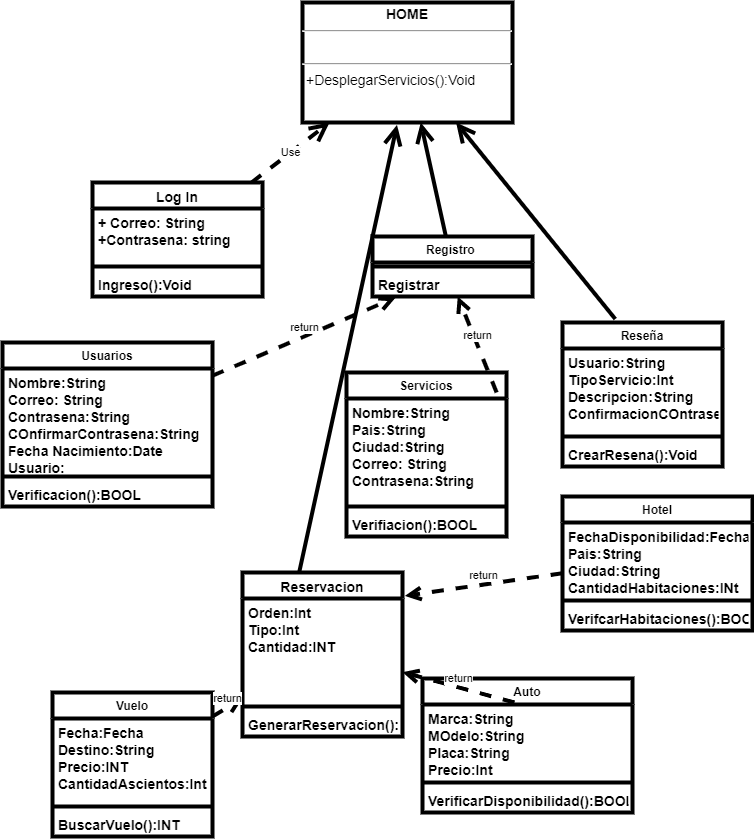 HOME
+DesplegarServicios():Void
Use
Log In
+ Correo: String
+Contrasena: string
Ingreso():Void
Registro
Registrar
return
return
Reseña
Usuario:String
TipoServicio:Int
Descripcion:String
ConfirmacionCOntrase
CrearResena():Void
Usuarios
Nombre:String
Correo: String
Contrasena:String
COnfirmarContrasena:String
Fecha Nacimiento:Date
Usuario:
Verificacion():BOOL
Servicios
Nombre:String
Pais:String
Ciudad:String
Correo: String
Contrasena:String
Verifiacion():BOOL
Hotel
FechaDisponibilidad:Fecha
Pais:String
Ciudad:String
CantidadHabitaciones:INt
VerifcarHabitaciones():BOO
return
Reservacion
Orden:Int
Tipo:Int
Cantidad:INT
GenerarReservacion():
return
return
Vuelo
Fecha:Fecha
Destino:String
Precio:INT
CantidadAscientos:Int
BuscarVuelo():INT
Auto
Marca:String
MOdelo:String
Placa:String
Precio:Int
VerificarDisponibilidad():BOOL